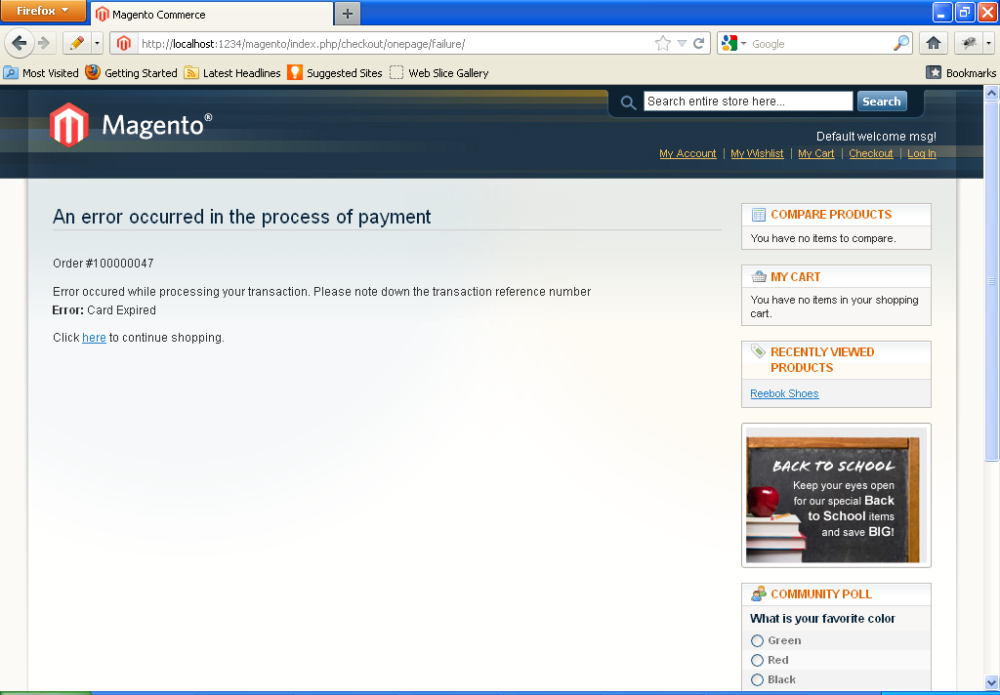 Firefox
Magento Commerce
http://localhost:1234/magento/index.php/checkout/onepage/failure/
Google
Most Visited
Getting Started
Latest Headlines
Suggested Sites
Web Slice Gallery
Bookmarks
Magento®
Search entire store here...
Search
Default welcome msg!
My Account | My Wishlist | My Cart | Checkout | Log In
An error occurred in the process of payment
Order #100000047
Error occured while processing your transaction. Please note down the transaction reference number
Error: Card Expired
Click here to continue shopping.
COMPARE PRODUCTS
You have no items to compare.
MY CART
You have no items in your shopping
cart.
RECENTLY VIEWED
PRODUCTS
Reebok Shoes
BACK TO SCHOOL
Keep your eyes open
for our special Back
to School items
and save BIG!
COMMUNITY POLL
What is your favorite color
Green
Red
Black